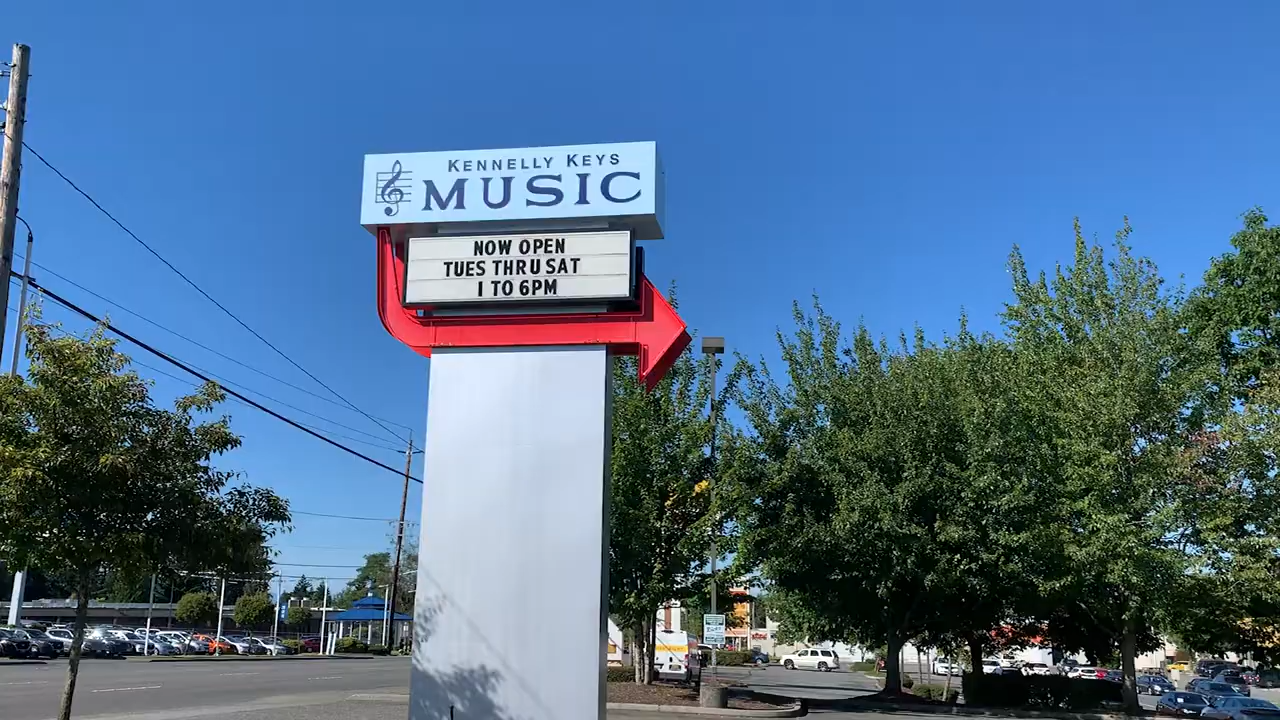 KENNELLY KEYS
MUSIC
NOW OPEN
TUES THRU SAT
1 TO 6PM